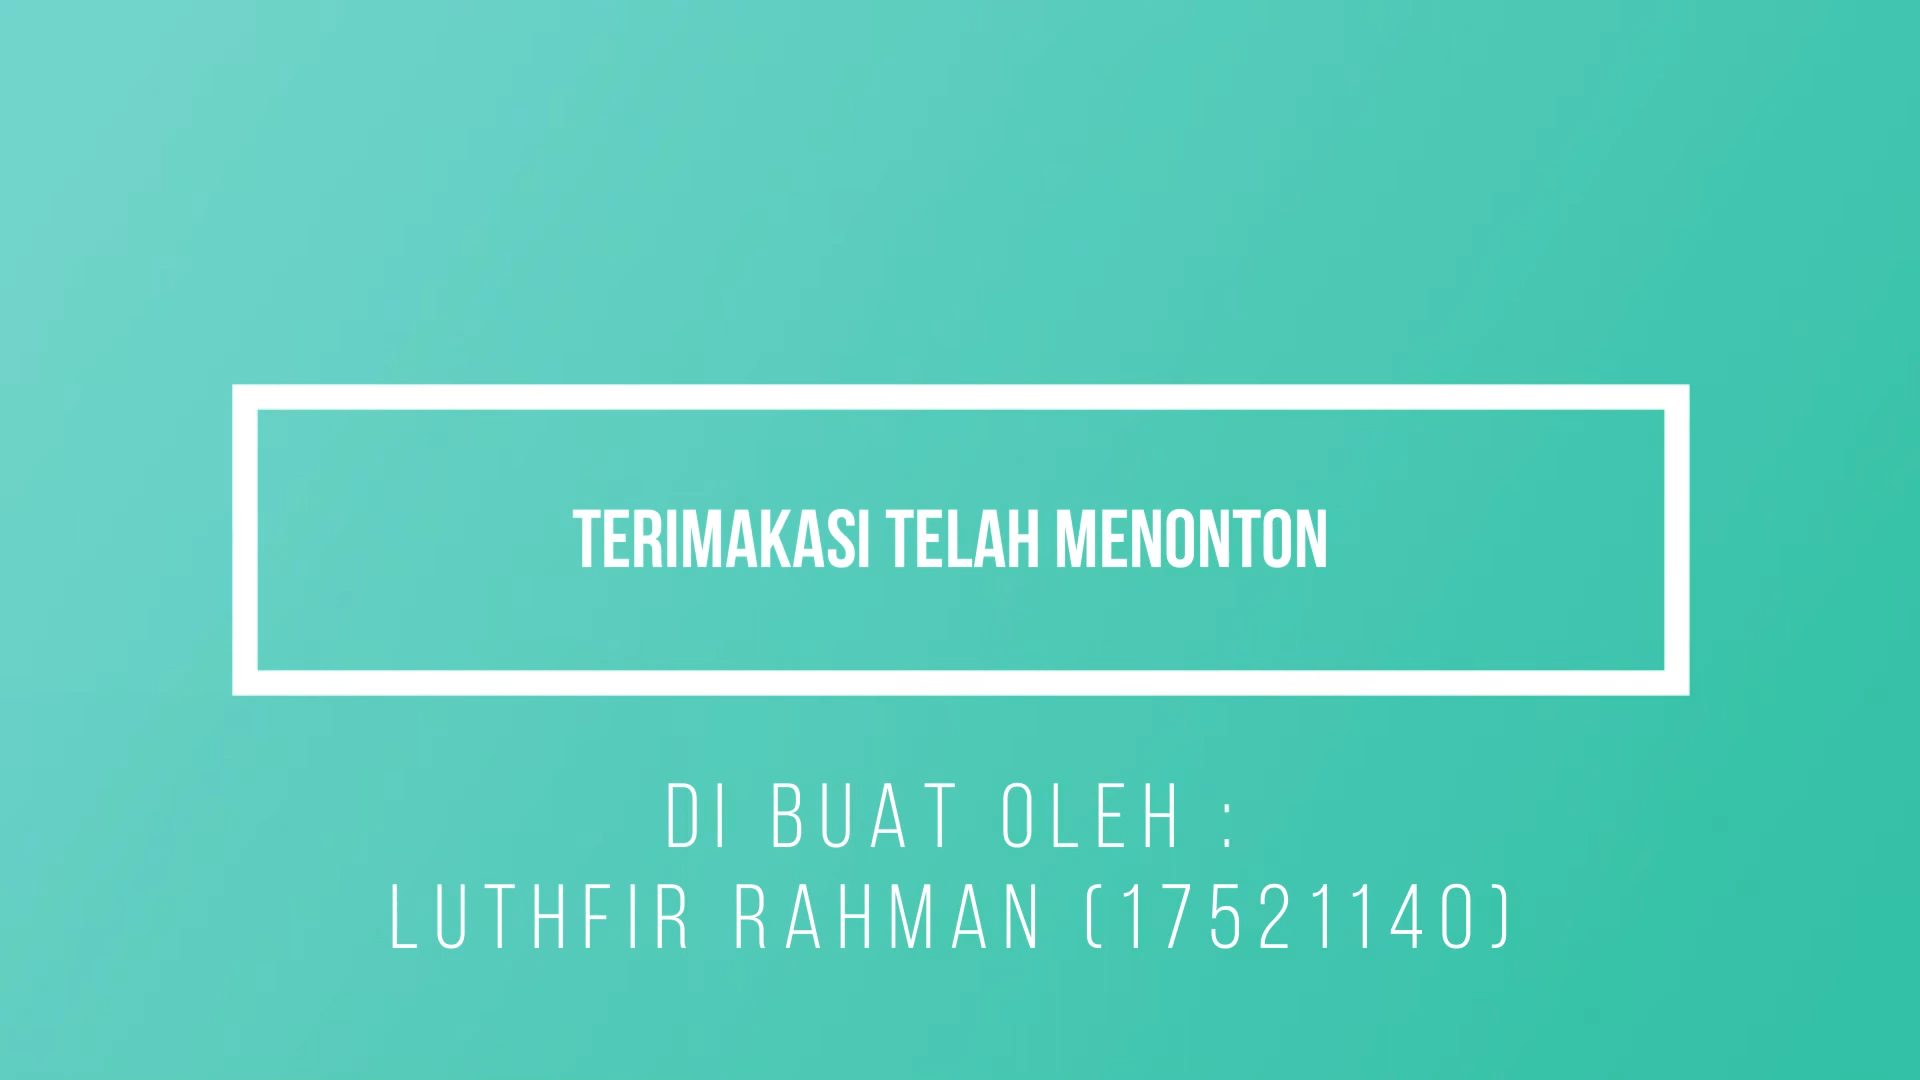 TERIMAKASI TELAH MENONTON
DI BUAT OLEH :
LUTHFIR RAHMAN (17521140)